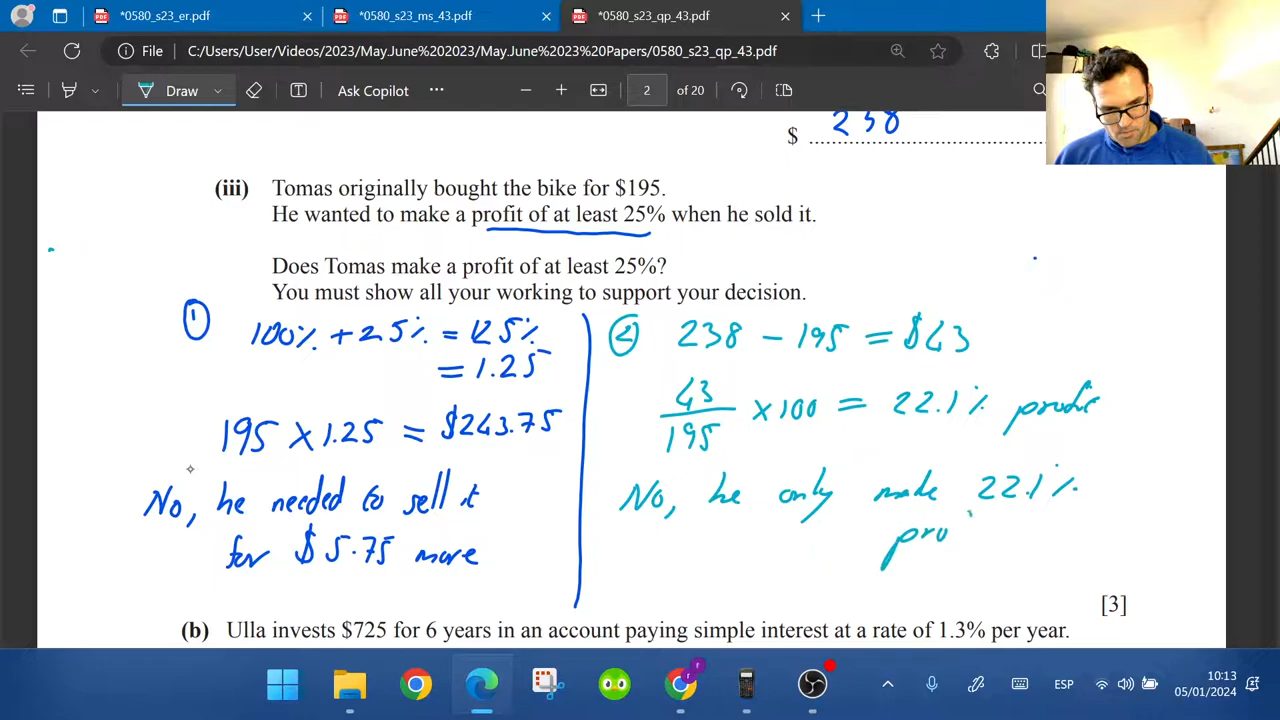 *0580_s23_er.pdf
*0580_s23_ms_43.pdf
*0580_s23_qp_43.pdf
File
C:/Users/User/Videos/2023/May.June%202023/May.June%2023%20Papers/0580_s23_qp_43.pdf
Draw
Ask Copilot
2
of 20
$ 238
(iii) Tomas originally bought the bike for $195.
He wanted to make a profit of at least 25% when he sold it.
Does Tomas make a profit of at least 25%?
You must show all your working to support your decision.
①
100% + 25% = 125%
= 1.25
195 × 1.25 = $243.75
No, he needed to sell it
for $5.75 more
②
238 - 195 = $43
43
195
× 100 = 22.1% profit
No, he only made 22.1%
pro
[3]
(b) Ulla invests $725 for 6 years in an account paying simple interest at a rate of 1.3% per year.
r
ESP
10:13
05/01/2024